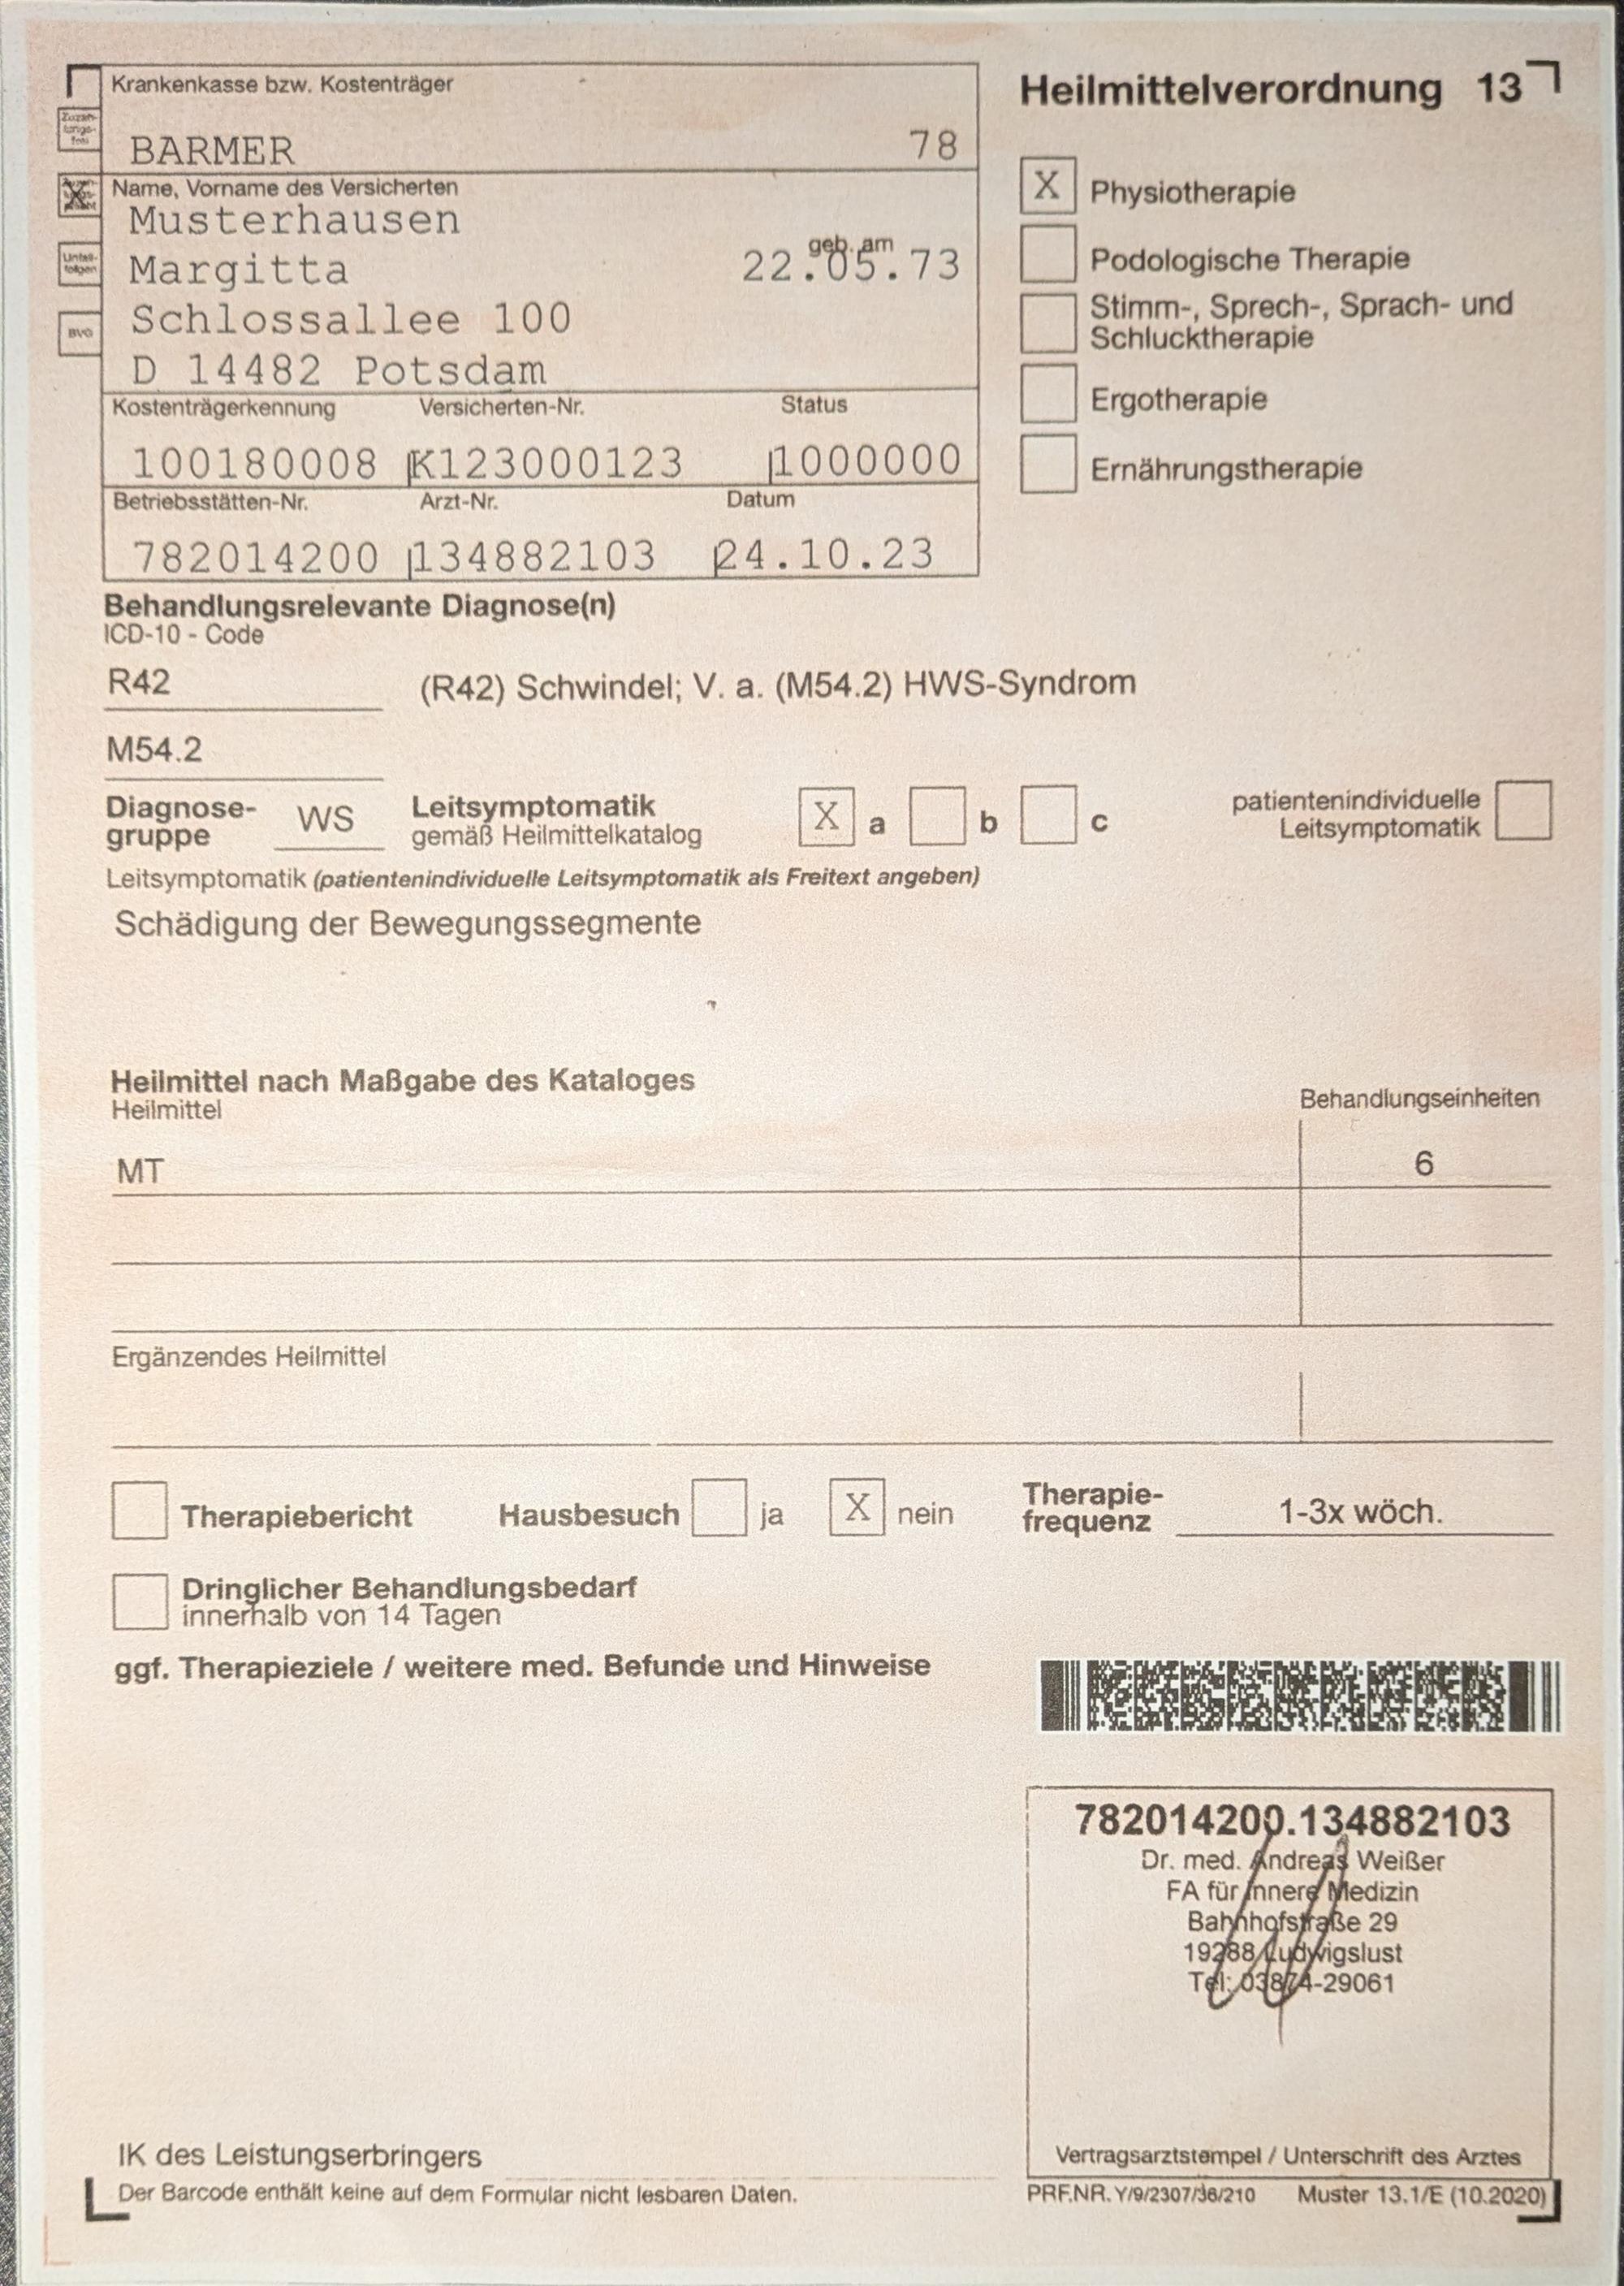 Krankenkasse bzw. Kostenträger
BARMER 78
Name, Vorname des Versicherten
Musterhausen
geb. am
Margitta 22.05.73
Schlossallee 100
D 14482 Potsdam
Kostenträgerkennung Versicherten-Nr. Status
100180008 K123000123 1000000
Betriebsstätten-Nr. Arzt-Nr. Datum
782014200 134882103 24.10.23
Unfall-
folgen
BVG
Heilmittelverordnung 13
X Physiotherapie
Podologische Therapie
Stimm-, Sprech-, Sprach- und
Schlucktherapie
Ergotherapie
Ernährungstherapie
Behandlungsrelevante Diagnose(n)
ICD-10 - Code
R42 (R42) Schwindel; V. a. (M54.2) HWS-Syndrom
M54.2
Diagnose-
gruppe WS
Leitsymptomatik
gemäß Heilmittelkatalog
X a b c
patientenindividuelle
Leitsymptomatik
Leitsymptomatik (patientenindividuelle Leitsymptomatik als Freitext angeben)
Schädigung der Bewegungssegmente
Heilmittel nach Maßgabe des Kataloges
Heilmittel Behandlungseinheiten
MT 6
Ergänzendes Heilmittel
Therapiebericht Hausbesuch ja X nein
Therapie-
frequenz 1-3x wöch.
Dringlicher Behandlungsbedarf
innerhalb von 14 Tagen
ggf. Therapieziele / weitere med. Befunde und Hinweise
782014200.134882103
Dr. med. Andreas Weißer
FA für Innere Medizin
Bahnhofstraße 29
19288 Ludwigslust
Tel: 03874-29061
Vertragsarztstempel / Unterschrift des Arztes
IK des Leistungserbringers
Der Barcode enthält keine auf dem Formular nicht lesbaren Daten.
PRF.NR. Y/9/2307/36/210 Muster 13.1/E (10.2020)